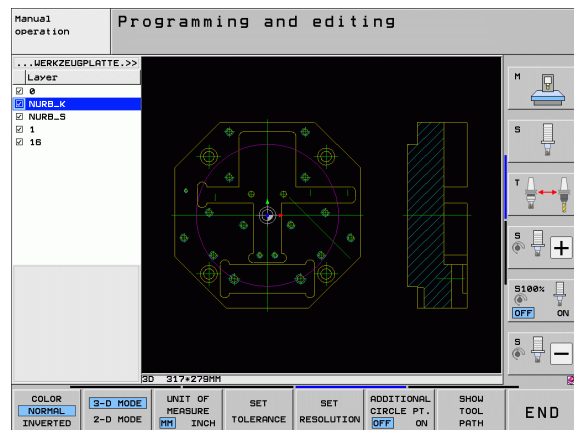 Manual
operation
Programming and editing
...WERKZEUGPLATTE.>>
Layer
0
NURB_K
NURB_S
1
16
3D 317*279MM
M
S
T
S
S100%
OFF ON
S
COLOR
NORMAL
INVERTED
3-D MODE
2-D MODE
UNIT OF
MEASURE
MM INCH
SET
TOLERANCE
SET
RESOLUTION
ADDITIONAL
CIRCLE PT.
OFF ON
SHOW
TOOL
PATH
END